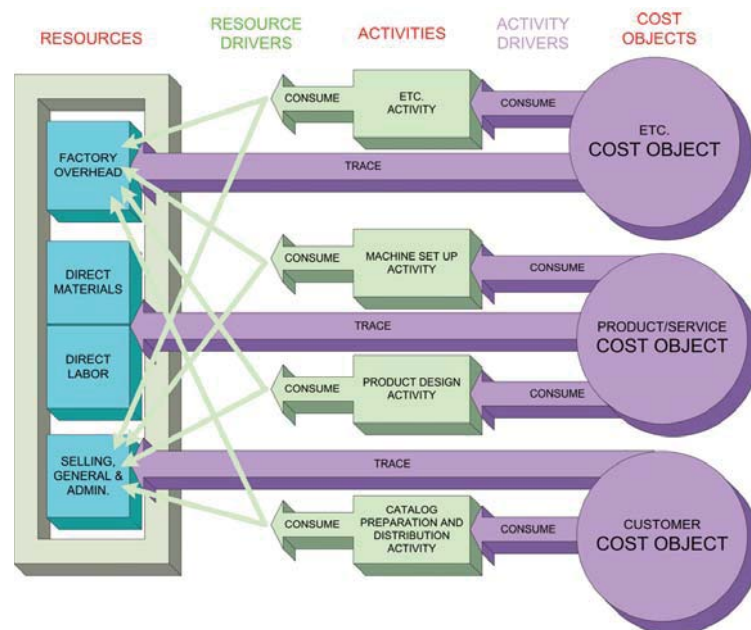 RESOURCES
RESOURCE
DRIVERS
ACTIVITIES
ACTIVITY
DRIVERS
COST
OBJECTS
FACTORY
OVERHEAD
DIRECT
MATERIALS
DIRECT
LABOR
SELLING,
GENERAL &
ADMIN.
CONSUME
ETC.
ACTIVITY
CONSUME
ETC.
COST OBJECT
TRACE
CONSUME
MACHINE SET UP
ACTIVITY
CONSUME
TRACE
PRODUCT/SERVICE
COST OBJECT
CONSUME
PRODUCT DESIGN
ACTIVITY
CONSUME
TRACE
CONSUME
CATALOG
PREPARATION AND
DISTRIBUTION
ACTIVITY
CONSUME
CUSTOMER
COST OBJECT